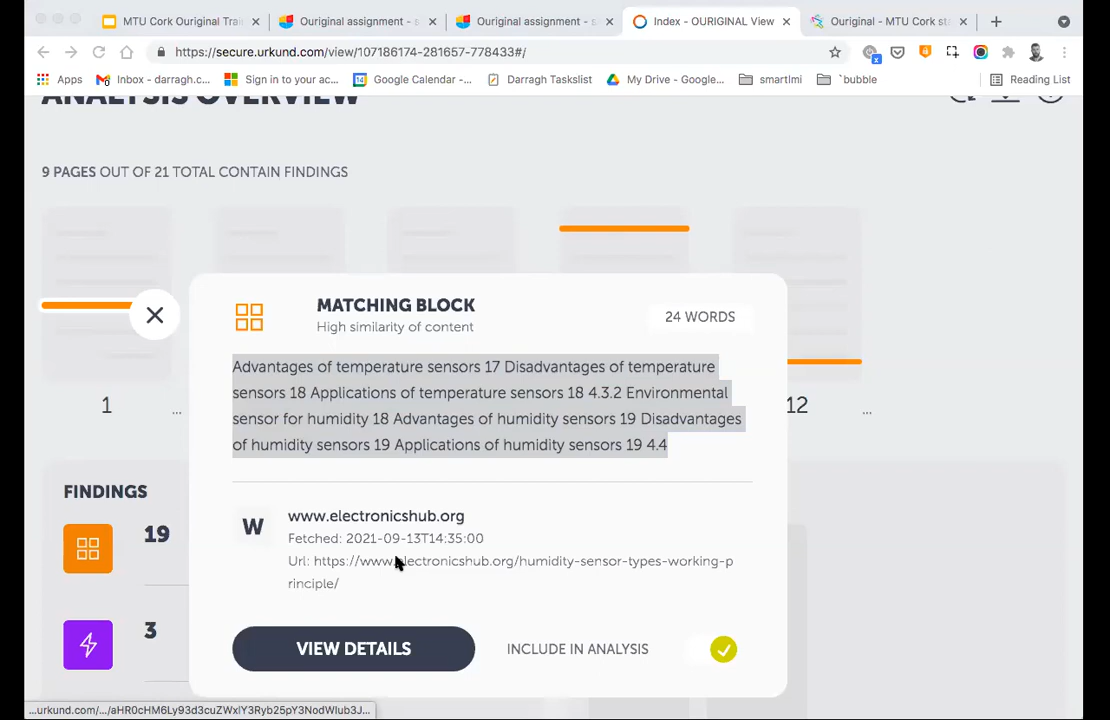 MTU Cork Ouriginal Trai
Ouriginal assignment - s
Ouriginal assignment - s
Index - OURIGINAL View
Ouriginal - MTU Cork st
https://secure.urkund.com/view/107186174-281657-778433#/
Apps
Inbox - darragh.c...
Sign in to your ac...
Google Calendar -...
Darragh Tasklist
My Drive - Google...
smartlmi
`bubble
Reading List
ANALYSIS OVERVIEW
9 PAGES OUT OF 21 TOTAL CONTAIN FINDINGS
MATCHING BLOCK
High similarity of content
24 WORDS
Advantages of temperature sensors 17 Disadvantages of temperature
sensors 18 Applications of temperature sensors 18 4.3.2 Environmental
sensor for humidity 18 Advantages of humidity sensors 19 Disadvantages
of humidity sensors 19 Applications of humidity sensors 19 4.4
1
...
12
...
FINDINGS
19
3
W
www.electronicshub.org
Fetched: 2021-09-13T14:35:00
Url: https://www.electronicshub.org/humidity-sensor-types-working-p
rinciple/
VIEW DETAILS
INCLUDE IN ANALYSIS